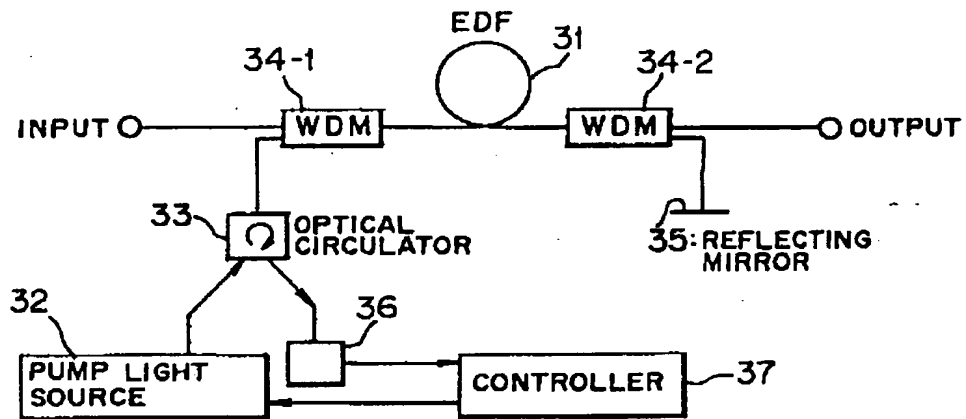 EDF
31
34-1
34-2
INPUT
WDM
WDM
OUTPUT
33
OPTICAL
CIRCULATOR
35: REFLECTING
MIRROR
32
36
PUMP LIGHT
SOURCE
CONTROLLER
37